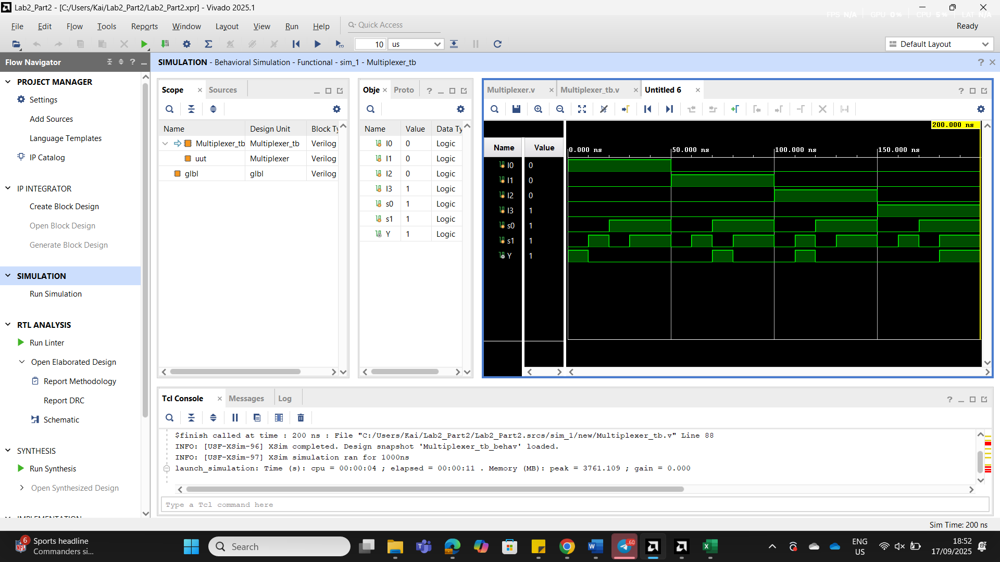 Lab2_Part2 - [C:/Users/Kai/Lab2_Part2/Lab2_Part2.xpr] - Vivado 2025.1
FPS N/A GPU 0% CPU 5% LAT N/A
File Edit Flow Tools Reports Window Layout View Run Help Quick Access
Ready
10 us
Default Layout
Flow Navigator
SIMULATION - Behavioral Simulation - Functional - sim_1 - Multiplexer_tb
PROJECT MANAGER
Settings
Add Sources
Language Templates
IP Catalog
IP INTEGRATOR
Create Block Design
Open Block Design
Generate Block Design
SIMULATION
Run Simulation
RTL ANALYSIS
Run Linter
Open Elaborated Design
Report Methodology
Report DRC
Schematic
SYNTHESIS
Run Synthesis
Open Synthesized Design
Scope Sources
Name Design Unit Block Ty
Multiplexer_tb Multiplexer_tb Verilog
uut Multiplexer Verilog
glbl glbl Verilog
Obje Proto
Name Value Data Ty
I0 0 Logic
I1 0 Logic
I2 0 Logic
I3 1 Logic
s0 1 Logic
s1 1 Logic
Y 1 Logic
Multiplexer.v Multiplexer_tb.v Untitled 6
200.000 ns
Name Value
0.000 ns 50.000 ns 100.000 ns 150.000 ns
I0 0
I1 0
I2 0
I3 1
s0 1
s1 1
Y 1
Tcl Console Messages Log
$finish called at time : 200 ns : File "C:/Users/Kai/Lab2_Part2/Lab2_Part2.srcs/sim_1/new/Multiplexer_tb.v" Line 88
INFO: [USF-XSim-96] XSim completed. Design snapshot 'Multiplexer_tb_behav' loaded.
INFO: [USF-XSim-97] XSim simulation ran for 1000ns
launch_simulation: Time (s): cpu = 00:00:04 ; elapsed = 00:00:11 . Memory (MB): peak = 3761.109 ; gain = 0.000
Type a Tcl command here
Sim Time: 200 ns
6
Sports headline
Commanders si...
Search
.60
ENG
US
18:52
17/09/2025